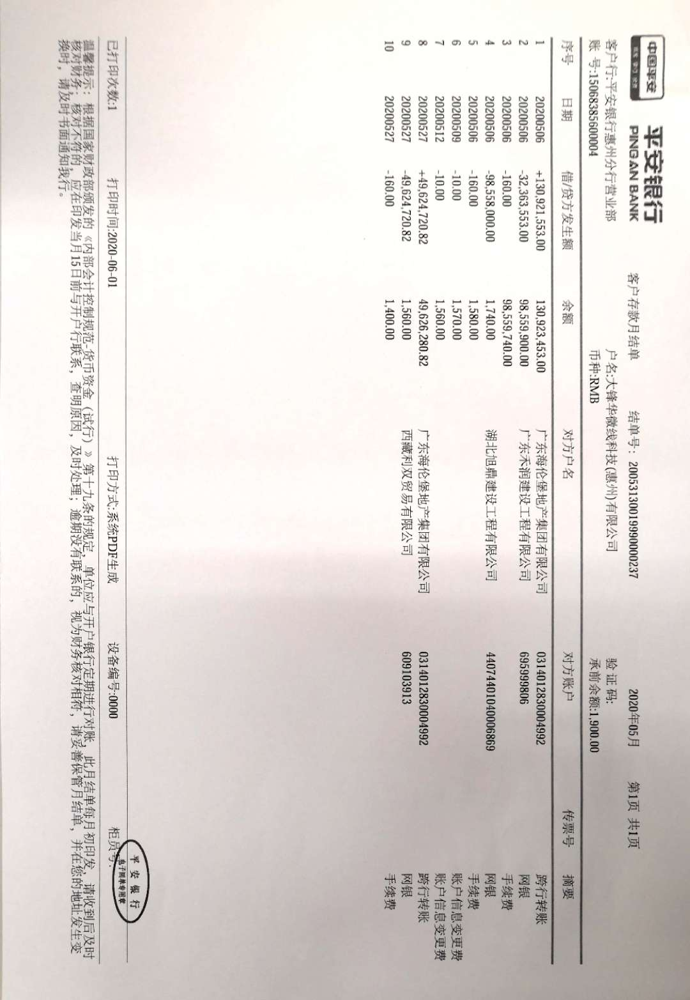 中国平安
平安银行
PING AN BANK
客户存款月结单 结单号: 2005313001999000237 2020年05月 第1页 共1页
客户行:平安银行惠州分行营业部 户名:大锋华微线科技(惠州)有限公司 验 证 码:
账 号:15068385600004 币种:RMB 承前余额:1,900.00
序号 日期 借/贷方发生额 余额 对方户名 对方账户 传票号 摘要
1 20200506 +130,921,553.00 130,923,453.00 广东海伦堡地产集团有限公司 0314012830004992 跨行转账
2 20200506 -32,363,553.00 98,559,900.00 广东禾润建设工程有限公司 695999806 网银
3 20200506 -160.00 98,559,740.00 手续费
4 20200506 -98,558,000.00 1,740.00 湖北旭鼎建设工程有限公司 44074401040006869 网银
5 20200506 -160.00 1,580.00 手续费
6 20200509 -10.00 1,570.00 账户信息变更费
7 20200512 -10.00 1,560.00 账户信息变更费
8 20200527 +49,624,720.82 49,626,280.82 广东海伦堡地产集团有限公司 0314012830004992 跨行转账
9 20200527 -49,624,720.82 1,560.00 西藏利双贸易有限公司 609103913 网银
10 20200527 -160.00 1,400.00 手续费
平安银行
电子回单专用章
已打印次数:1 打印时间:2020-06-01 打印方式:系统PDF生成 设备编号:0000 柜员号:
温馨提示: 根据国家财政部颁发的《内部会计控制规范-货币资金(试行)》第十九条的规定, 单位应与开户银行定期进行对账, 此月结单每月初印发, 请收到后及时
核对财务; 核对不符的, 应在印发当月15日前与开户行联系, 查明原因, 及时处理; 逾期没有联系的, 视为财务核对相符, 请妥善保管月结单, 并在您的地址发生变
换时, 请及时书面通知我行。